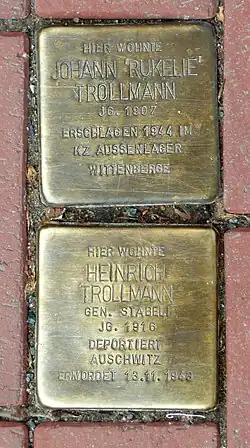 HIER WOHNTE
JOHANN "RUKELIE"
TROLLMANN
JG. 1907
ERSCHLAGEN 1944 IM
KZ AUSSENLAGER
WITTENBERGE
HIER WOHNTE
HEINRICH
TROLLMANN
GEN. STABELI
JG. 1916
DEPORTIERT
AUSCHWITZ
ERMORDET 13.11.1943